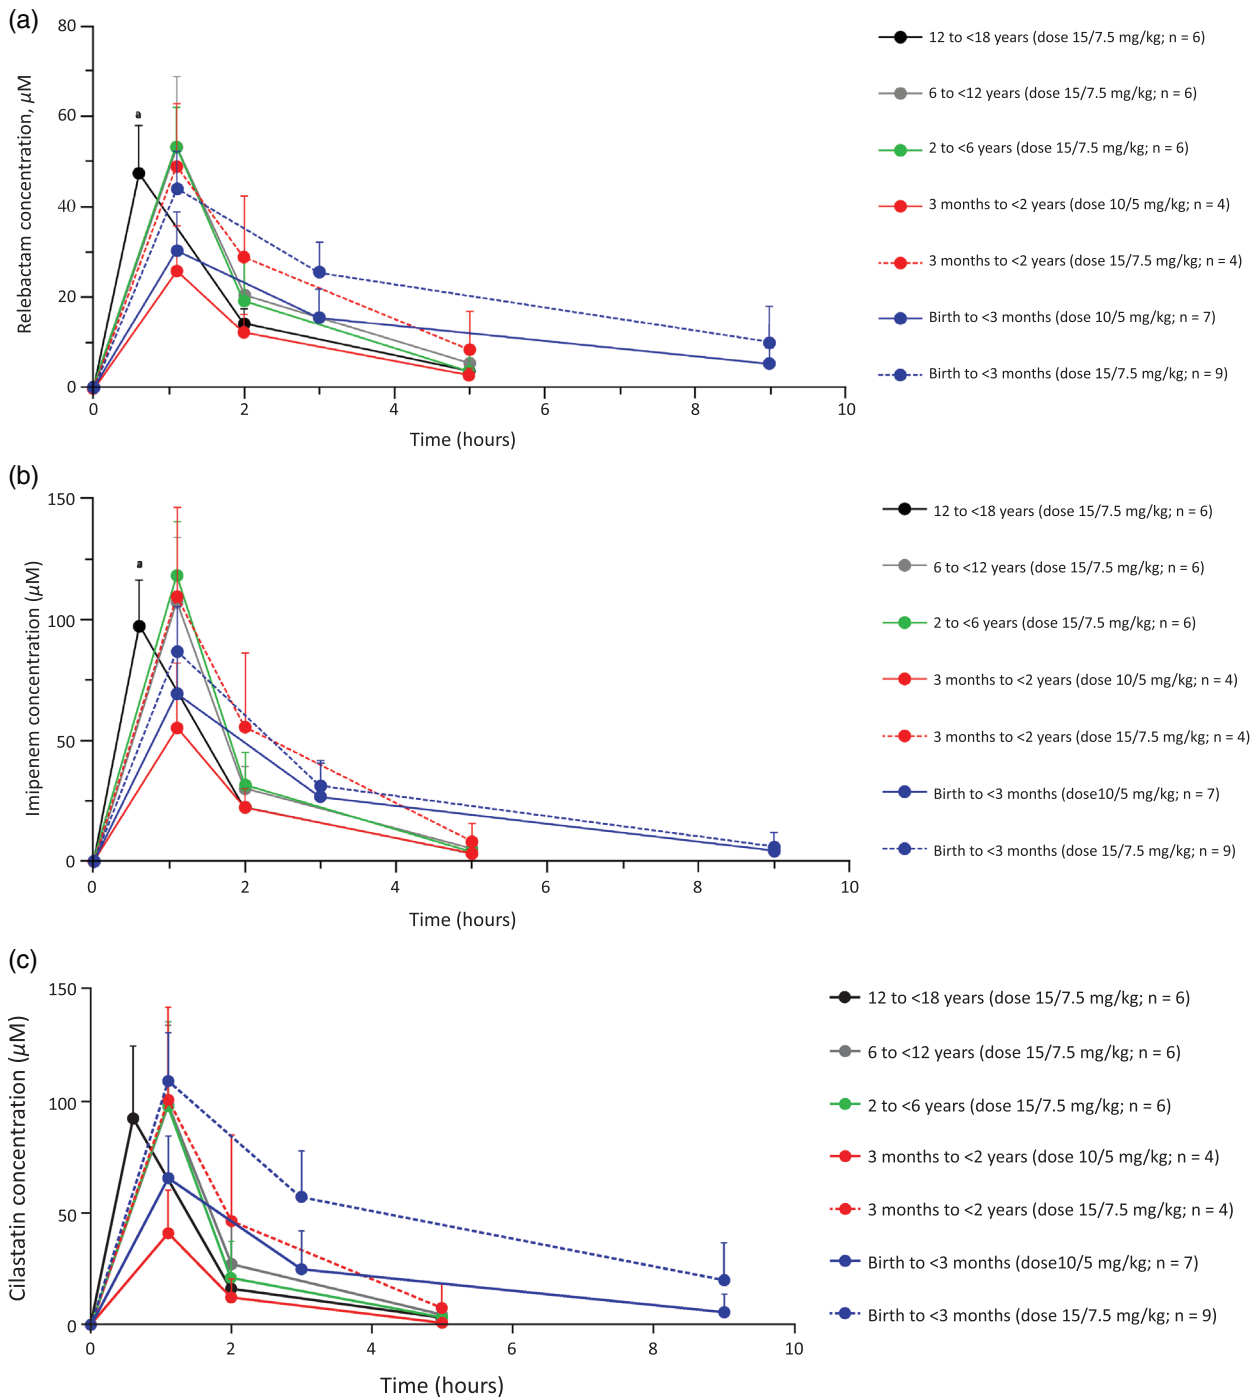 (a)
80
60
40
20
0
Relebactam concentration, μM
a
0
2
4
6
8
10
Time (hours)
12 to <18 years (dose 15/7.5 mg/kg; n = 6)
6 to <12 years (dose 15/7.5 mg/kg; n = 6)
2 to <6 years (dose 15/7.5 mg/kg; n = 6)
3 months to <2 years (dose 10/5 mg/kg; n = 4)
3 months to <2 years (dose 15/7.5 mg/kg; n = 4)
Birth to <3 months (dose 10/5 mg/kg; n = 7)
Birth to <3 months (dose 15/7.5 mg/kg; n = 9)
(b)
150
100
50
0
Imipenem concentration (μM)
a
0
2
4
6
8
10
Time (hours)
12 to <18 years (dose 15/7.5 mg/kg; n = 6)
6 to <12 years (dose 15/7.5 mg/kg; n = 6)
2 to <6 years (dose 15/7.5 mg/kg; n = 6)
3 months to <2 years (dose 10/5 mg/kg; n = 4)
3 months to <2 years (dose 15/7.5 mg/kg; n = 4)
Birth to <3 months (dose10/5 mg/kg; n = 7)
Birth to <3 months (dose 15/7.5 mg/kg; n = 9)
(c)
150
100
50
0
Cilastatin concentration (μM)
0
2
4
6
8
10
Time (hours)
12 to <18 years (dose 15/7.5 mg/kg; n = 6)
6 to <12 years (dose 15/7.5 mg/kg; n = 6)
2 to <6 years (dose 15/7.5 mg/kg; n = 6)
3 months to <2 years (dose 10/5 mg/kg; n = 4)
3 months to <2 years (dose 15/7.5 mg/kg; n = 4)
Birth to <3 months (dose10/5 mg/kg; n = 7)
Birth to <3 months (dose 15/7.5 mg/kg; n = 9)